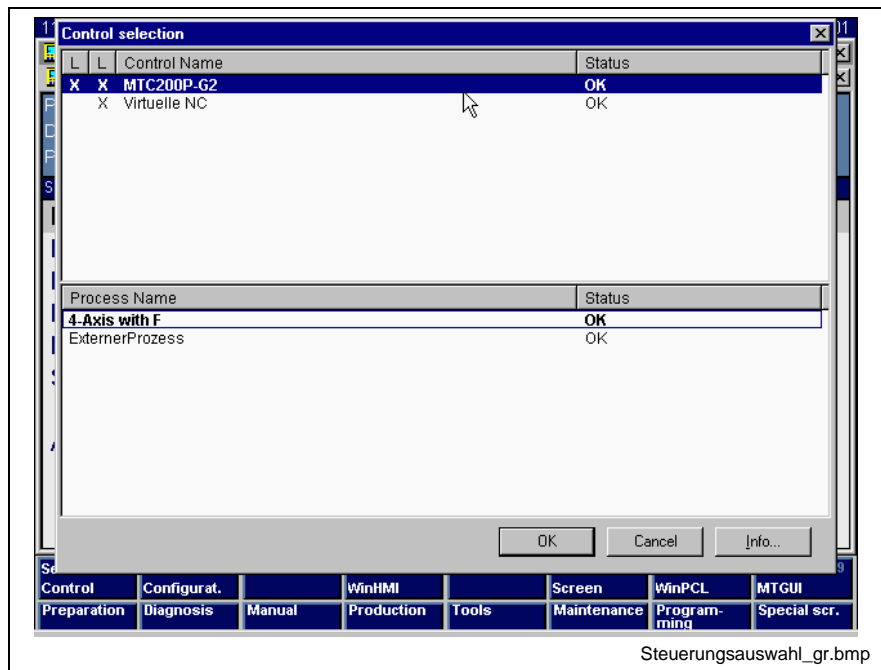 Control selection
L L Control Name Status
X X MTC200P-G2 OK
X Virtuelle NC OK
Process Name Status
4-Axis with F OK
ExternerProzess OK
OK Cancel Info...
Control Configurat. WinHMI Screen WinPCL MTGUI
Preparation Diagnosis Manual Production Tools Maintenance Program-
ming Special scr.
Steuerungsauswahl_gr.bmp